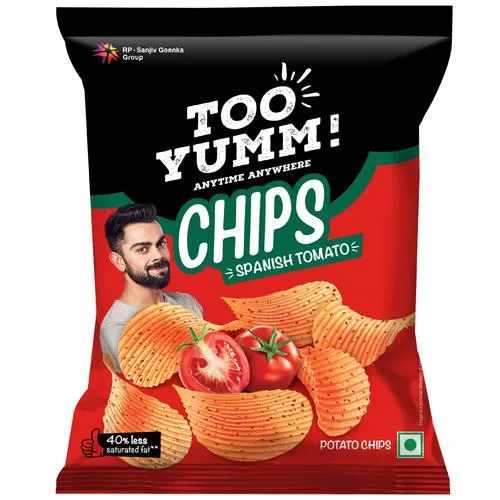 RP-Sanjiv Goenka
Group
TOO
YUMM!
ANYTIME ANYWHERE
CHIPS
SPANISH TOMATO
40% less
saturated fat**
POTATO CHIPS